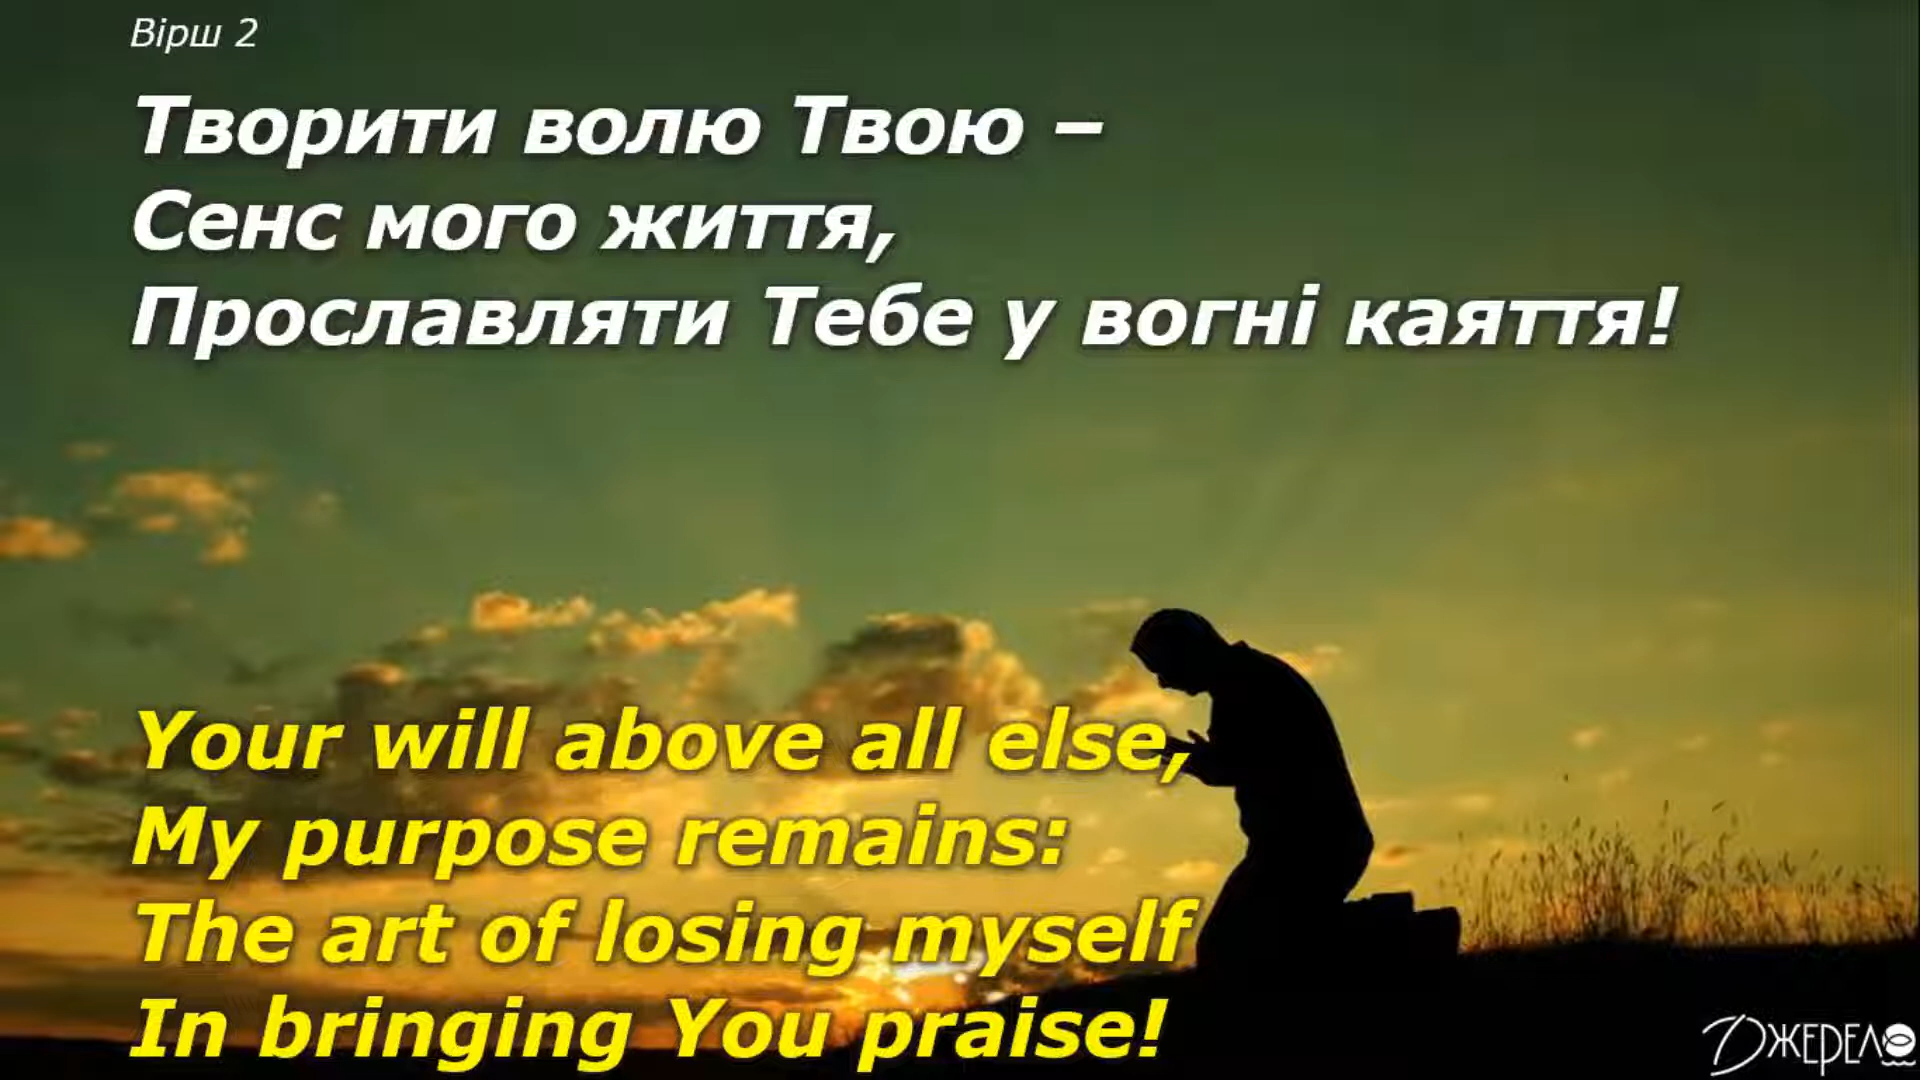 Вірш 2
Творити волю Твою –
Сенс мого життя,
Прославляти Тебе у вогні каяття!
Your will above all else,
My purpose remains:
The art of losing myself
In bringing You praise!
ДЖЕРЕЛО